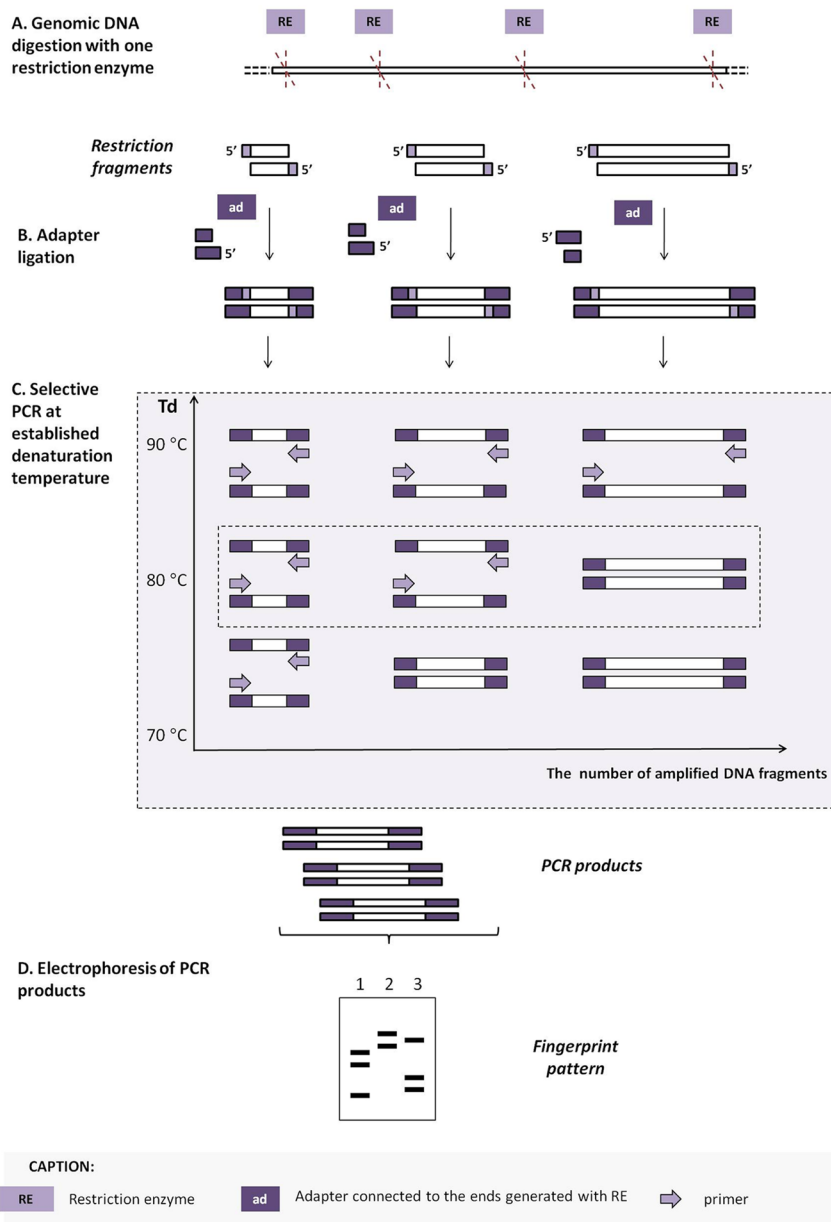 A. Genomic DNA
digestion with one
restriction enzyme
RE RE RE RE
Restriction
fragments
5’ 5’ 5’ 5’ 5’ 5’
ad ad ad
B. Adapter
ligation
5’ 5’ 5’
C. Selective
PCR at
established
denaturation
temperature
Td
90 °C
80 °C
70 °C
The number of amplified DNA fragments
PCR products
D. Electrophoresis of PCR
products
1 2 3
Fingerprint
pattern
CAPTION:
RE Restriction enzyme ad Adapter connected to the ends generated with RE primer